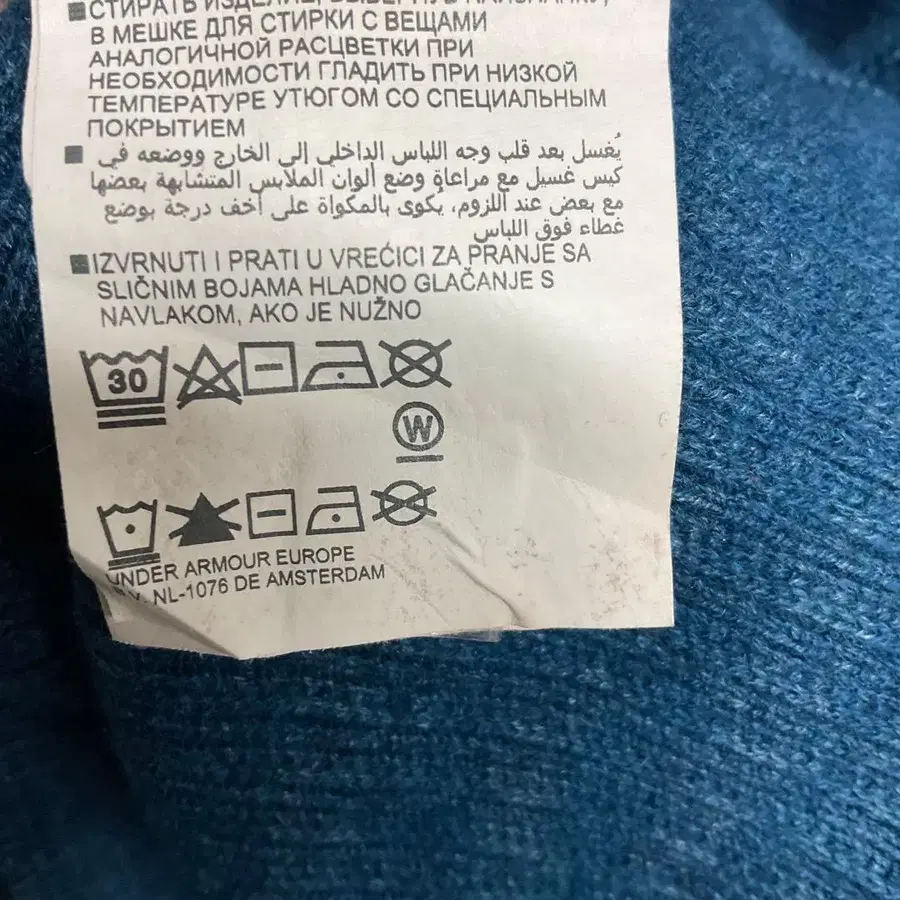 ■СТИРАТЬ ИЗДЕЛИЕ,
В МЕШКЕ ДЛЯ СТИРКИ С ВЕЩАМИ
АНАЛОГИЧНОЙ РАСЦВЕТКИ ПРИ
НЕОБХОДИМОСТИ ГЛАДИТЬ ПРИ НИЗКОЙ
ТЕМПЕРАТУРЕ УТЮГОМ СО СПЕЦИАЛЬНЫМ
ПОКРЫТИЕМ
■ يُغسل بعد قلب وجه اللباس الداخلي إلى الخارج ووضعه في
كيس غسيل مع مراعاة وضع ألوان الملابس المتشابهة بعضها
مع بعض عند اللزوم، يُكوى بالمكواة على أخف درجة بوضع
غطاء فوق اللباس
■IZVRNUTI I PRATI U VREĆICI ZA PRANJE SA
SLIČNIM BOJAMA HLADNO GLAČANJE S
NAVLAKOM, AKO JE NUŽNO
30
W
UNDER ARMOUR EUROPE
NL-1076 DE AMSTERDAM